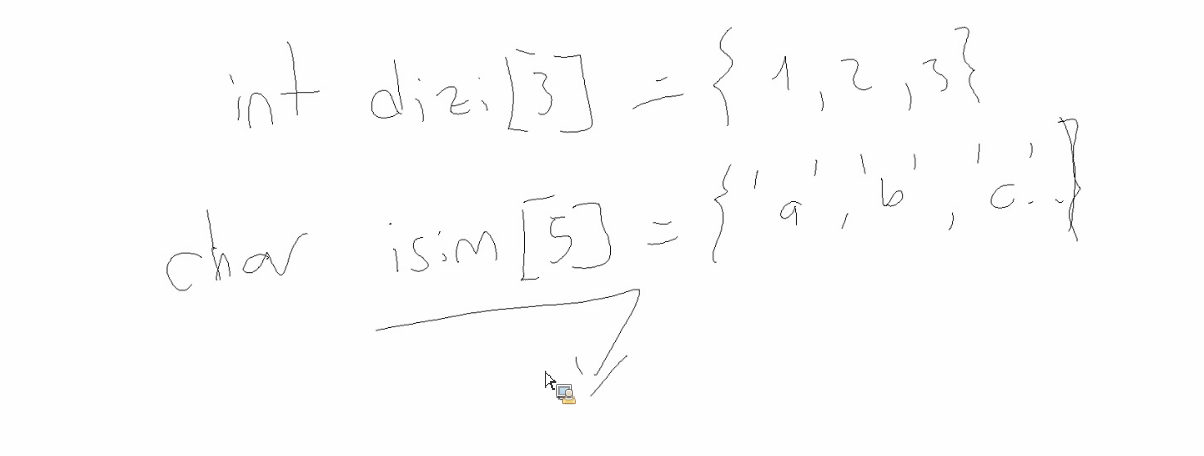 int dizi[3] = { 1, 2, 3}
char isim[5] = { 'a', 'b', 'c..}